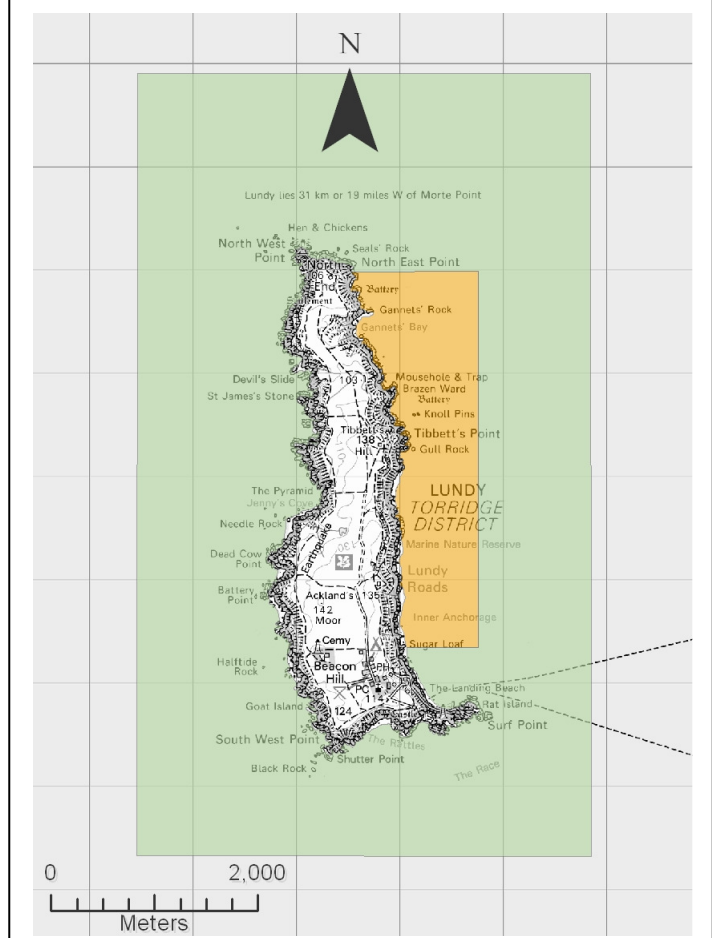 N
Lundy lies 31 km or 19 miles W of Morte Point
Hen & Chickens
North West
Point
Seals' Rock
North East Point
North
End
Battery
Gannets' Rock
Gannets' Bay
Devil's Slide
St James's Stone
103
Mousehole & Trap
Brazen Ward
Battery
Knoll Pins
Tibbett's
138
Hill
Tibbett's Point
Gull Rock
The Pyramid
Jenny's Cove
Needle Rock
LUNDY
TORRIDGE
DISTRICT
Earthquake
Marine Nature Reserve
Dead Cow
Point
Lundy
Roads
Battery
Point
Ackland's
135
142
Moor
Inner Anchorage
Cemy
Sugar Loaf
Halftide
Rock
Beacon
Hill
PH
PC
114
The Landing Beach
Rat Island
Goat Island
124
Castle
Surf Point
South West Point
The Rattles
Shutter Point
Black Rock
The Race
0 2,000
Meters